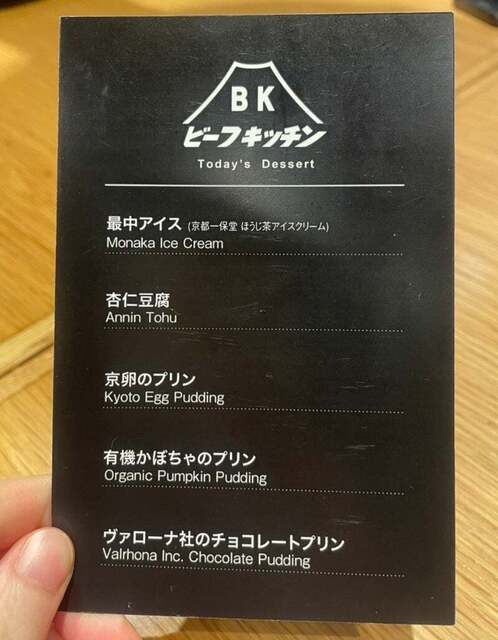 BK
ビーフキッチン
Today's Dessert
最中アイス (京都一保堂 ほうじ茶アイスクリーム)
Monaka Ice Cream
杏仁豆腐
Annin Tohu
京卵のプリン
Kyoto Egg Pudding
有機かぼちゃのプリン
Organic Pumpkin Pudding
ヴァローナ社のチョコレートプリン
Valrhona Inc. Chocolate Pudding